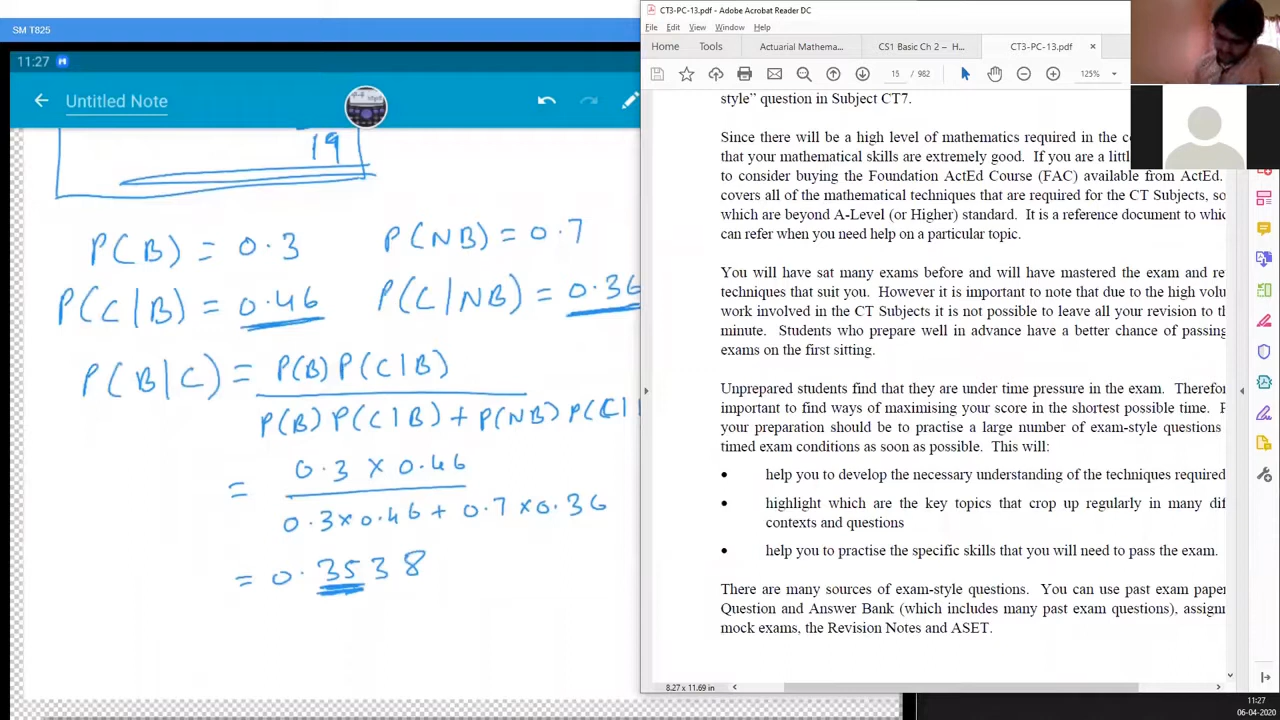 SM T825
11:27
Untitled Note
19
P(B) = 0.3
P(NB) = 0.7
P(C|B) = 0.46
P(C|NB) = 0.36
P(B|C) = P(B)P(C|B)
P(B)P(C|B) + P(NB)P(C|
= 0.3 x 0.46
0.3x0.46 + 0.7x0.36
= 0.3538
CT3-PC-13.pdf - Adobe Acrobat Reader DC
File Edit View Window Help
Home Tools Actuarial Mathema... CS1 Basic Ch 2 – H... CT3-PC-13.pdf ×
15 / 982 125%
style” question in Subject CT7.
Since there will be a high level of mathematics required in the c
that your mathematical skills are extremely good. If you are a little
to consider buying the Foundation ActEd Course (FAC) available from ActEd.
covers all of the mathematical techniques that are required for the CT Subjects, so
which are beyond A-Level (or Higher) standard. It is a reference document to whic
can refer when you need help on a particular topic.
You will have sat many exams before and will have mastered the exam and re
techniques that suit you. However it is important to note that due to the high volu
work involved in the CT Subjects it is not possible to leave all your revision to th
minute. Students who prepare well in advance have a better chance of passing
exams on the first sitting.
Unprepared students find that they are under time pressure in the exam. Therefor
important to find ways of maximising your score in the shortest possible time. P
your preparation should be to practise a large number of exam-style questions
timed exam conditions as soon as possible. This will:
• help you to develop the necessary understanding of the techniques required
• highlight which are the key topics that crop up regularly in many dif
contexts and questions
• help you to practise the specific skills that you will need to pass the exam.
There are many sources of exam-style questions. You can use past exam paper
Question and Answer Bank (which includes many past exam questions), assignm
mock exams, the Revision Notes and ASET.
8.27 x 11.69 in
11:27
06-04-2020